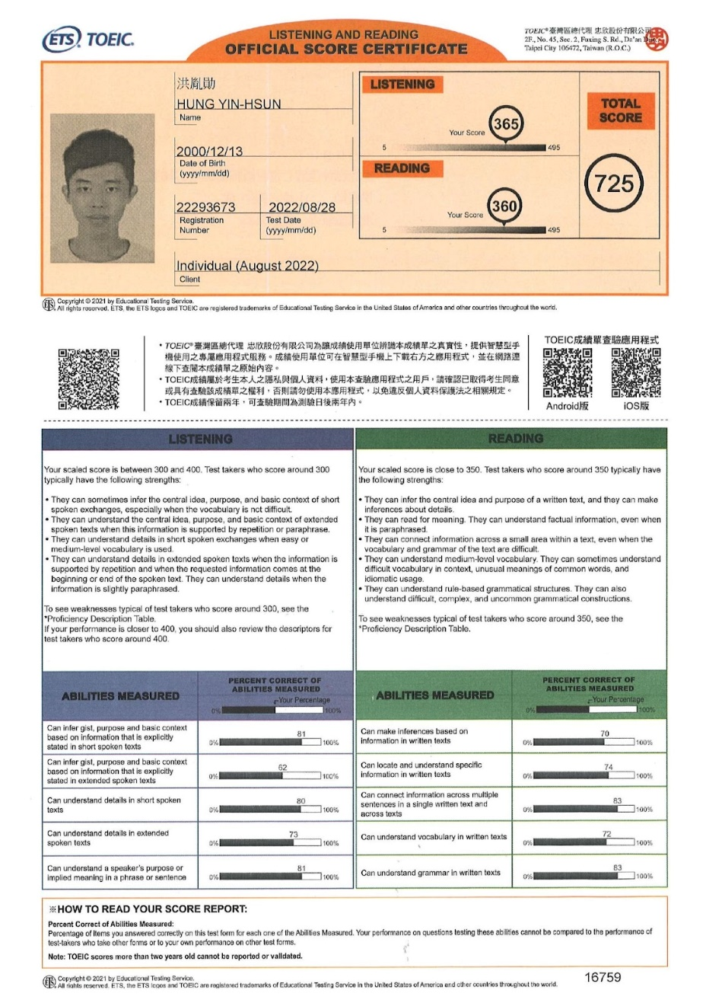 ETS TOEIC®
LISTENING AND READING
OFFICIAL SCORE CERTIFICATE
TOEIC® 臺灣區總代理 忠欣股份有限公司
2F., No. 45, Sec. 2, Fuxing S. Rd., Da'an Dist.,
Taipei City 106472, Taiwan (R.O.C.)
洪胤勛
HUNG YIN-HSUN
Name
2000/12/13
Date of Birth
(yyyy/mm/dd)
22293673
Registration
Number
2022/08/28
Test Date
(yyyy/mm/dd)
Individual (August 2022)
Client
LISTENING
Your Score
365
5
495
READING
Your Score
360
5
495
TOTAL
SCORE
725
ETS Copyright © 2021 by Educational Testing Service.
All rights reserved. ETS, the ETS logos and TOEIC are registered trademarks of Educational Testing Service in the United States of America and other countries throughout the world.
• TOEIC® 臺灣區總代理 忠欣股份有限公司為讓成績使用單位辨識本成績單之真實性，提供智慧型手
機使用之專屬應用程式服務。成績使用單位可在智慧型手機上下載右方之應用程式，並在網路連
線下查閱本成績單之原始內容。
• TOEIC成績屬於考生本人之隱私與個人資料，使用本查驗應用程式之用戶，請確認已取得考生同意
或具有查驗該成績單之權利，否則請勿使用本應用程式，以免違反個人資料保護法之相關規定。
• TOEIC成績保留兩年，可查驗期間為測驗日後兩年內。
TOEIC成績單查驗應用程式
Android版
iOS版
LISTENING
Your scaled score is between 300 and 400. Test takers who score around 300
typically have the following strengths:
• They can sometimes infer the central idea, purpose, and basic context of short
spoken exchanges, especially when the vocabulary is not difficult.
• They can understand the central idea, purpose, and basic context of extended
spoken texts when this information is supported by repetition or paraphrase.
• They can understand details in short spoken exchanges when easy or
medium-level vocabulary is used.
• They can understand details in extended spoken texts when the information is
supported by repetition and when the requested information comes at the
beginning or end of the spoken text. They can understand details when the
information is slightly paraphrased.
To see weaknesses typical of test takers who score around 300, see the
*Proficiency Description Table.
If your performance is closer to 400, you should also review the descriptors for
test takers who score around 400.
READING
Your scaled score is close to 350. Test takers who score around 350 typically have
the following strengths:
• They can infer the central idea and purpose of a written text, and they can make
inferences about details.
• They can read for meaning. They can understand factual information, even when
it is paraphrased.
• They can connect information across a small area within a text, even when the
vocabulary and grammar of the text are difficult.
• They can understand medium-level vocabulary. They can sometimes understand
difficult vocabulary in context, unusual meanings of common words, and
idiomatic usage.
• They can understand rule-based grammatical structures. They can also
understand difficult, complex, and uncommon grammatical constructions.
To see weaknesses typical of test takers who score around 350, see the
*Proficiency Description Table.
ABILITIES MEASURED
PERCENT CORRECT OF
ABILITIES MEASURED
Your Percentage
0% 100%
Can infer gist, purpose and basic context
based on information that is explicitly
stated in short spoken texts
81
0% 100%
Can infer gist, purpose and basic context
based on information that is explicitly
stated in extended spoken texts
62
0% 100%
Can understand details in short spoken
texts
80
0% 100%
Can understand details in extended
spoken texts
73
0% 100%
Can understand a speaker's purpose or
implied meaning in a phrase or sentence
81
0% 100%
ABILITIES MEASURED
PERCENT CORRECT OF
ABILITIES MEASURED
Your Percentage
0% 100%
Can make inferences based on
information in written texts
70
0% 100%
Can locate and understand specific
information in written texts
74
0% 100%
Can connect information across multiple
sentences in a single written text and
across texts
83
0% 100%
Can understand vocabulary in written texts
72
0% 100%
Can understand grammar in written texts
83
0% 100%
※HOW TO READ YOUR SCORE REPORT:
Percent Correct of Abilities Measured:
Percentage of items you answered correctly on this test form for each one of the Abilities Measured. Your performance on questions testing these abilities cannot be compared to the performance of
test-takers who take other forms or to your own performance on other test forms.
Note: TOEIC scores more than two years old cannot be reported or validated.
ETS Copyright © 2021 by Educational Testing Service.
All rights reserved. ETS, the ETS logos and TOEIC are registered trademarks of Educational Testing Service in the United States of America and other countries throughout the world.
16759